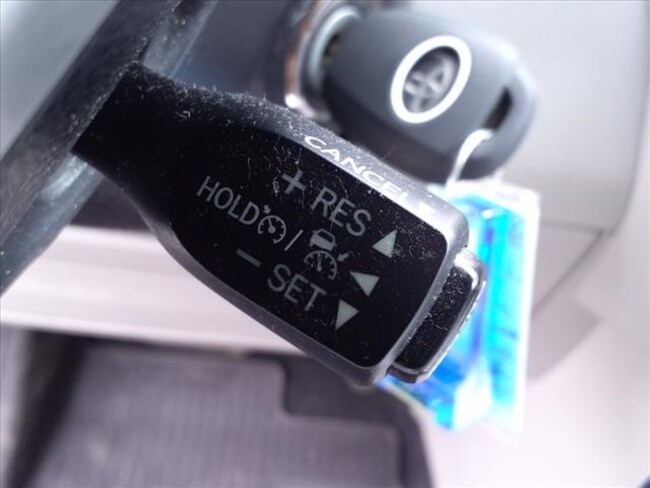 CANCEL
+ RES
HOLD /
- SET